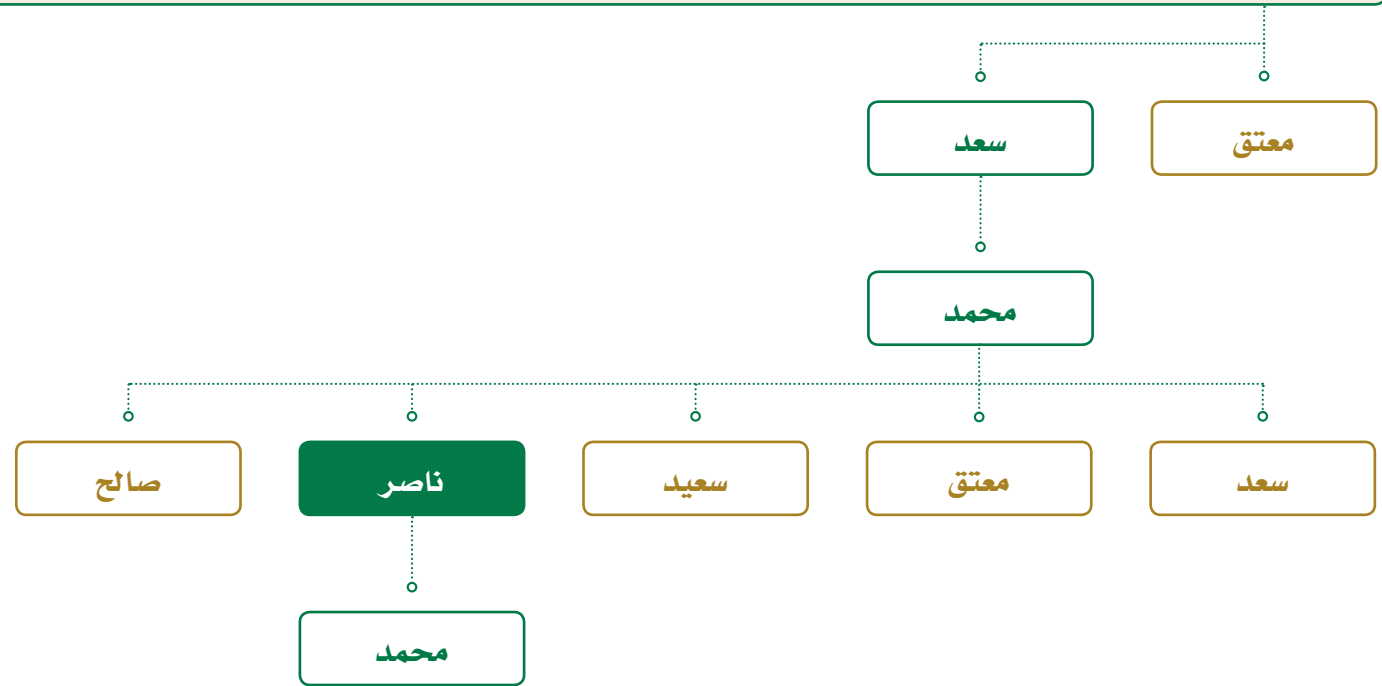 معتق
سعد
محمد
سعد
معتق
سعيد
ناصر
صالح
محمد